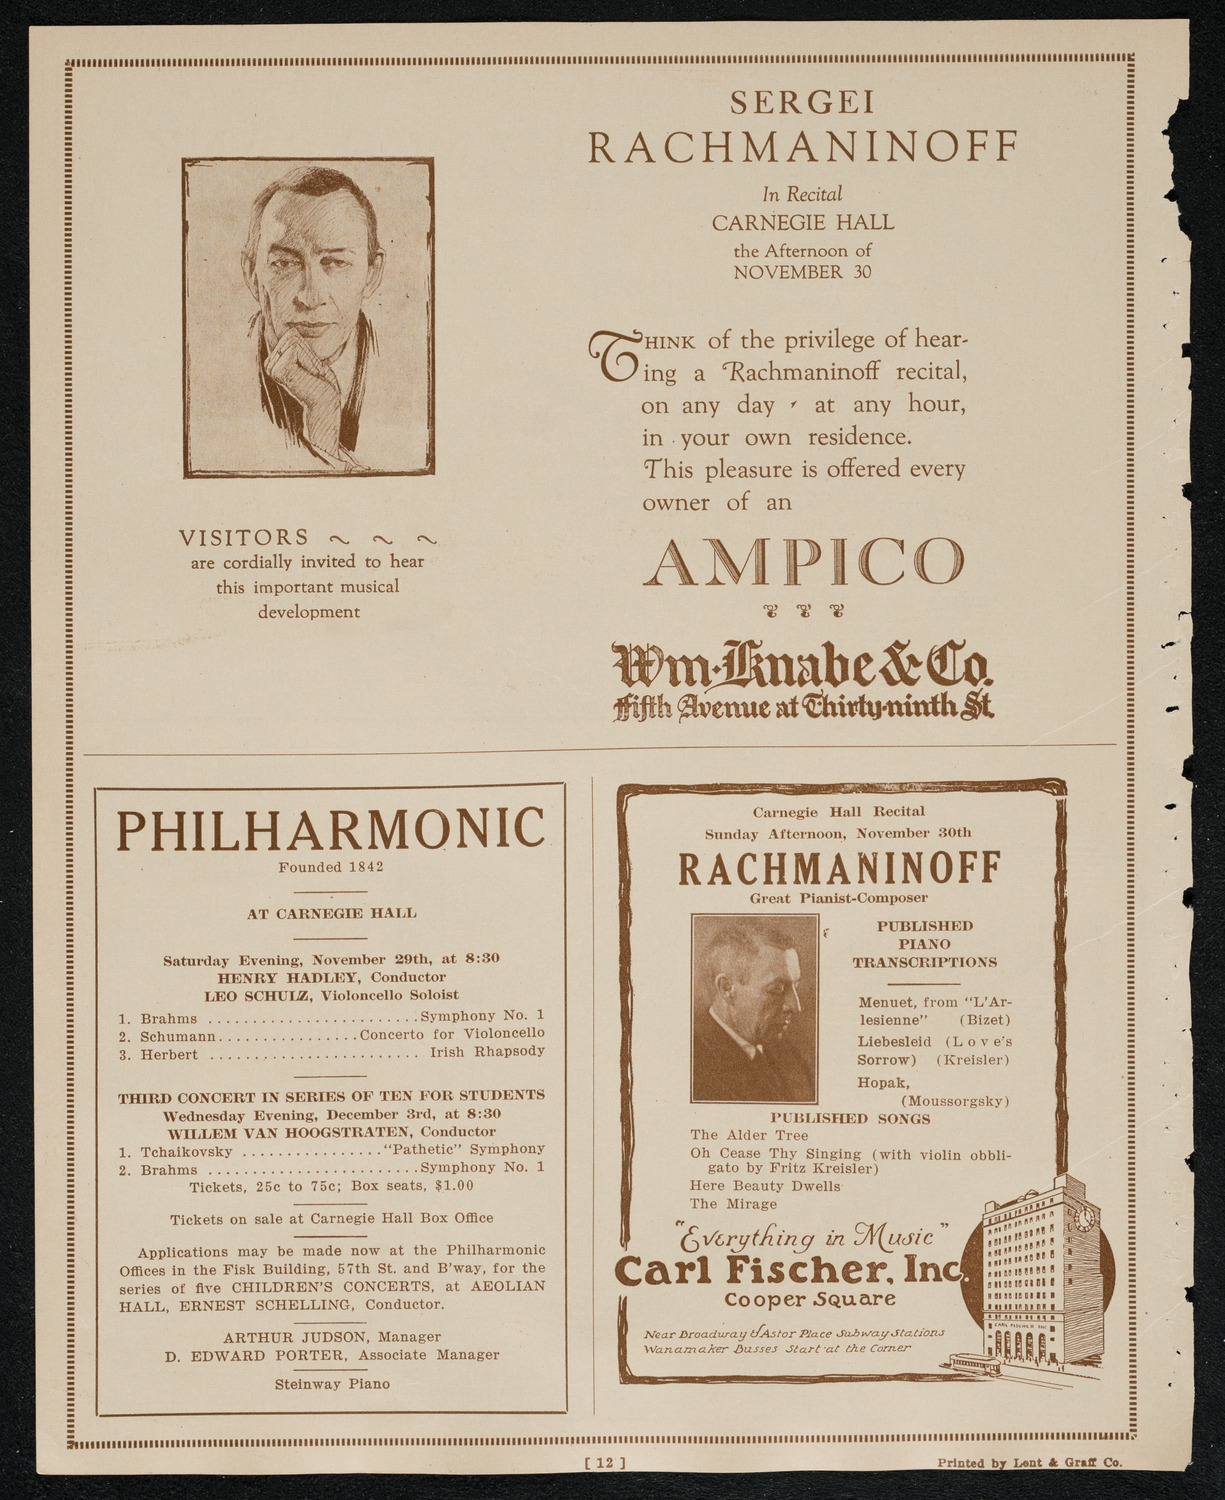 SERGEI
RACHMANINOFF
In Recital
CARNEGIE HALL
the Afternoon of
NOVEMBER 30
THINK of the privilege of hear-
ing a Rachmaninoff recital,
on any day - at any hour,
in your own residence.
This pleasure is offered every
owner of an
AMPICO
Wm. Knabe & Co.
Fifth Avenue at Thirty-ninth St.
VISITORS ~ ~ ~
are cordially invited to hear
this important musical
development
PHILHARMONIC
Founded 1842
AT CARNEGIE HALL
Saturday Evening, November 29th, at 8:30
HENRY HADLEY, Conductor
LEO SCHULZ, Violoncello Soloist
1. Brahms ........................Symphony No. 1
2. Schumann................Concerto for Violoncello
3. Herbert ........................ Irish Rhapsody
THIRD CONCERT IN SERIES OF TEN FOR STUDENTS
Wednesday Evening, December 3rd, at 8:30
WILLEM VAN HOOGSTRATEN, Conductor
1. Tchaikovsky ................"Pathetic" Symphony
2. Brahms ........................Symphony No. 1
Tickets, 25c to 75c; Box seats, $1.00
Tickets on sale at Carnegie Hall Box Office
Applications may be made now at the Philharmonic
Offices in the Fisk Building, 57th St. and B'way, for the
series of five CHILDREN'S CONCERTS, at AEOLIAN
HALL, ERNEST SCHELLING, Conductor.
ARTHUR JUDSON, Manager
D. EDWARD PORTER, Associate Manager
Steinway Piano
Carnegie Hall Recital
Sunday Afternoon, November 30th
RACHMANINOFF
Great Pianist-Composer
PUBLISHED
PIANO
TRANSCRIPTIONS
Menuet, from "L'Ar-
lesienne" (Bizet)
Liebesleid (Love's
Sorrow) (Kreisler)
Hopak,
(Moussorgsky)
PUBLISHED SONGS
The Alder Tree
Oh Cease Thy Singing (with violin obbli-
gato by Fritz Kreisler)
Here Beauty Dwells
The Mirage
"Everything in Music"
Carl Fischer, Inc.
Cooper Square
CARL FISCHER INC
Near Broadway & Astor Place Subway Stations
Wanamaker Busses Start at the Corner
[ 12 ]
Printed by Lent & Graff Co.